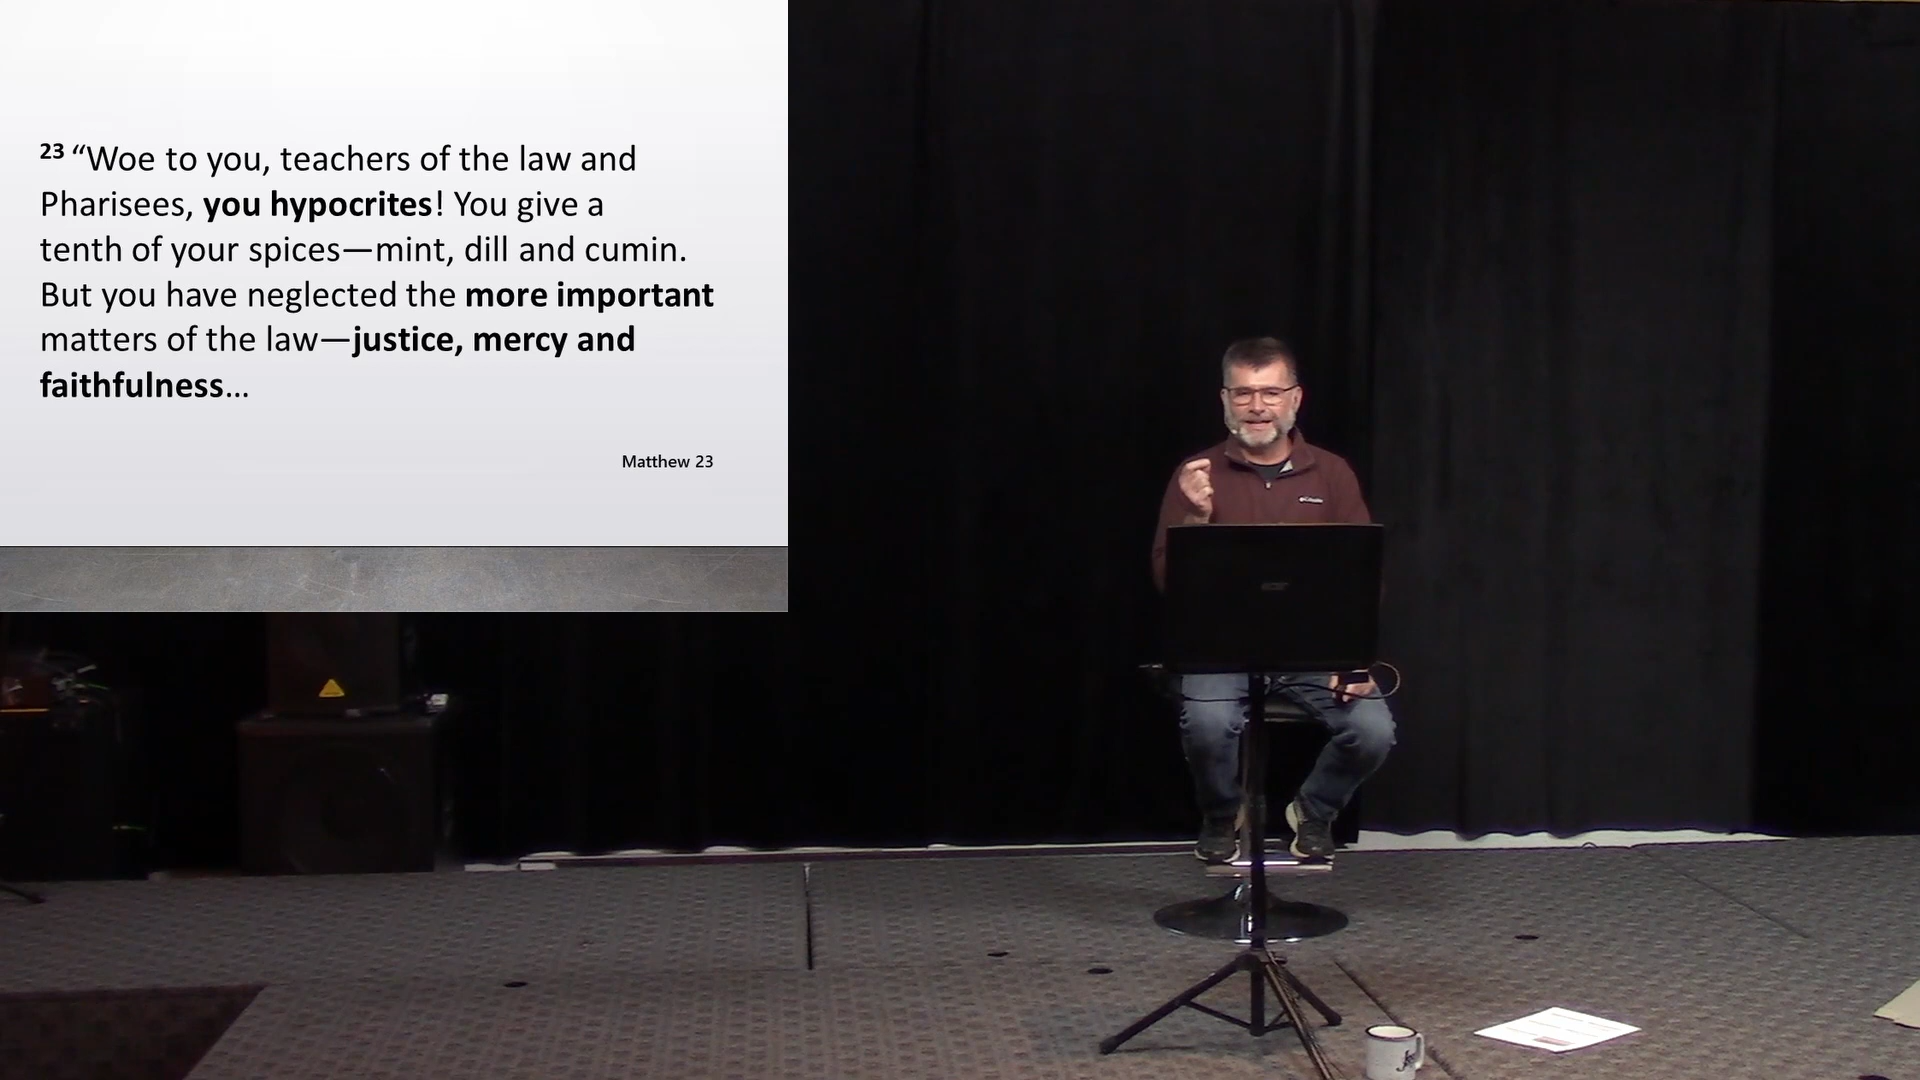 23 “Woe to you, teachers of the law and
Pharisees, you hypocrites! You give a
tenth of your spices—mint, dill and cumin.
But you have neglected the more important
matters of the law—justice, mercy and
faithfulness...
Matthew 23
Columbia
acer